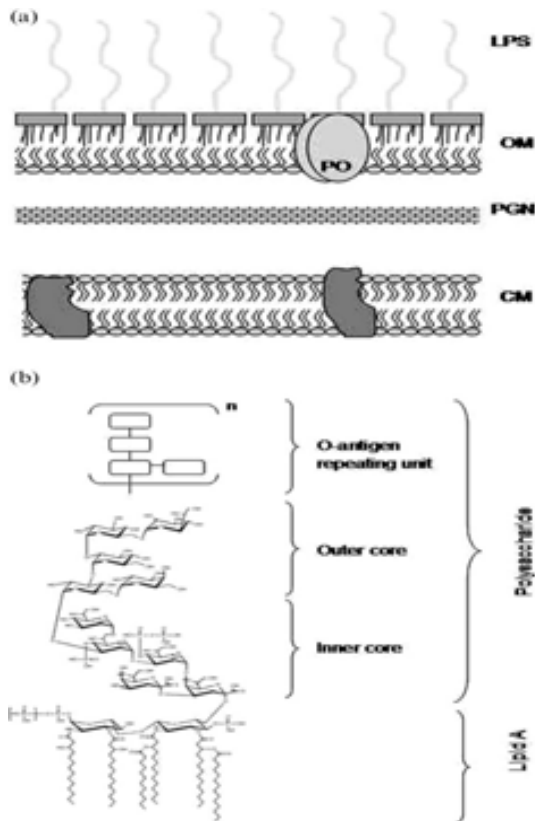 (a)
LPS
OM
PO
PGN
CM
(b)
n
O-antigen
repeating unit
Outer core
Inner core
Polysaccharide
Lipid A